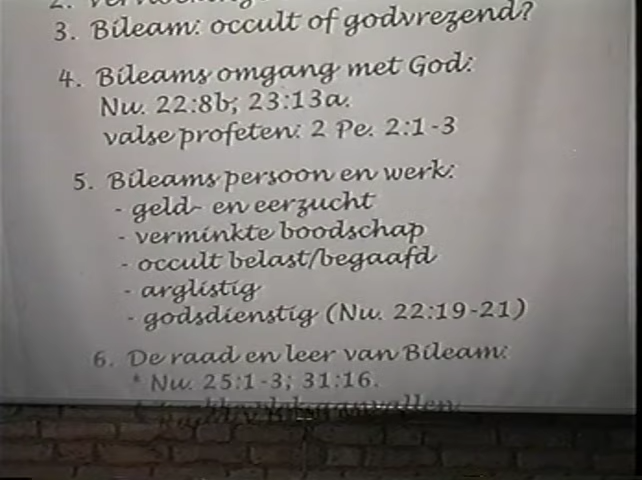 2.
3. Bileam: occult of godvrezend?
4. Bileams omgang met God:
Nu. 22:8b; 23:13a.
valse profeten: 2 Pe. 2:1-3
5. Bileams persoon en werk:
- geld- en eerzucht
- verminkte boodschap
- occult belast/begaafd
- arglistig
- godsdienstig (Nu. 22:19-21)
6. De raad en leer van Bileam:
* Nu. 25:1-3; 31:16.